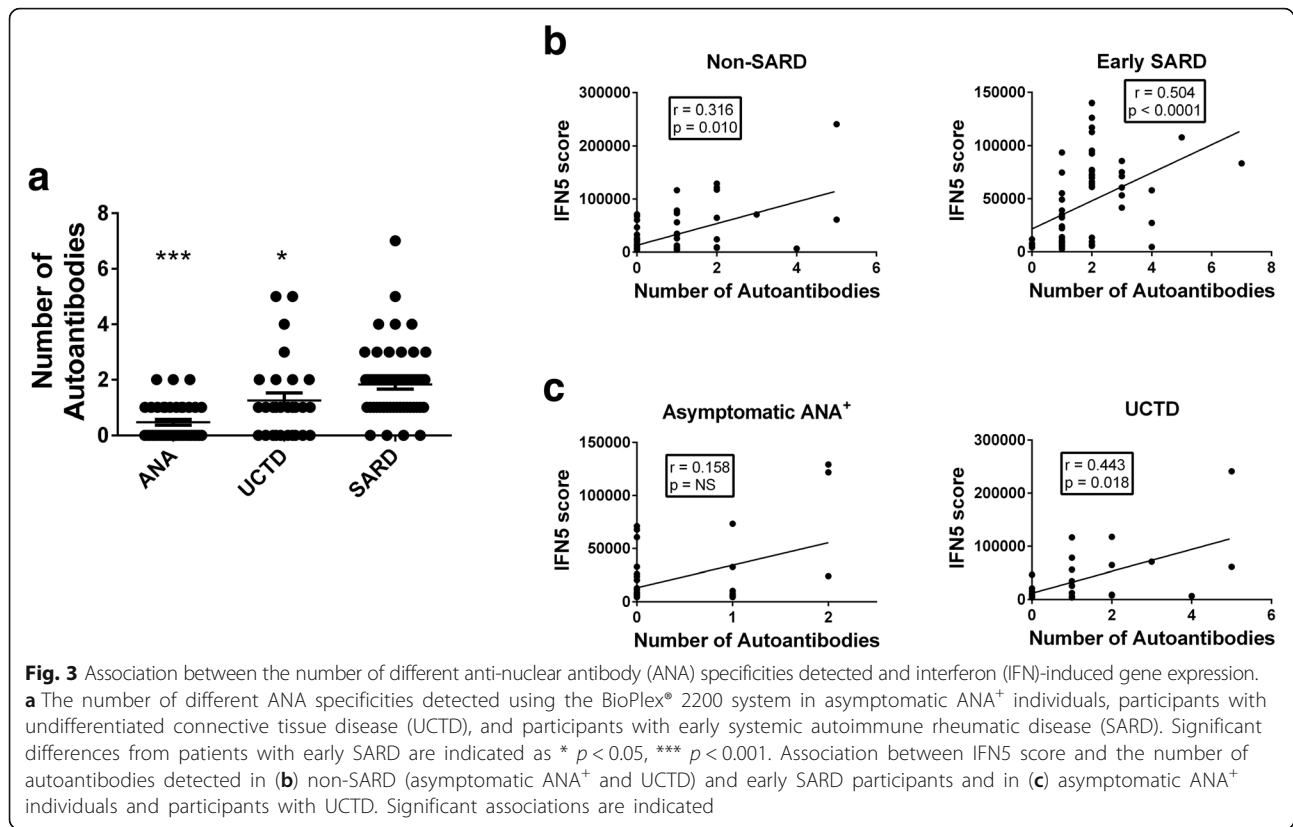 a
Number of
Autoantibodies
8
6
4
2
0
***
*
ANA
UCTD
SARD
b
Non-SARD
IFN5 score
300000
200000
100000
0
r = 0.316
p = 0.010
0 2 4 6
Number of Autoantibodies
Early SARD
IFN5 score
150000
100000
50000
0
r = 0.504
p < 0.0001
0 2 4 6 8
Number of Autoantibodies
c
Asymptomatic ANA⁺
IFN5 score
150000
100000
50000
0
r = 0.158
p = NS
0 1 2
Number of Autoantibodies
UCTD
IFN5 score
300000
200000
100000
0
r = 0.443
p = 0.018
0 2 4 6
Number of Autoantibodies
Fig. 3 Association between the number of different anti-nuclear antibody (ANA) specificities detected and interferon (IFN)-induced gene expression.
a The number of different ANA specificities detected using the BioPlex® 2200 system in asymptomatic ANA⁺ individuals, participants with
undifferentiated connective tissue disease (UCTD), and participants with early systemic autoimmune rheumatic disease (SARD). Significant
differences from patients with early SARD are indicated as * p < 0.05, *** p < 0.001. Association between IFN5 score and the number of
autoantibodies detected in (b) non-SARD (asymptomatic ANA⁺ and UCTD) and early SARD participants and in (c) asymptomatic ANA⁺
individuals and participants with UCTD. Significant associations are indicated